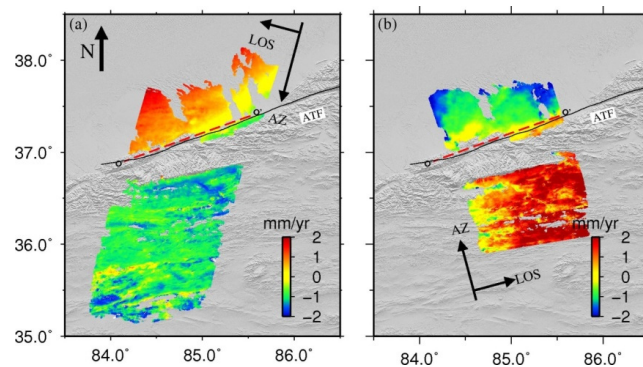 (a)
(b)
N
LOS
AZ
ATF
38.0˚
37.0˚
36.0˚
35.0˚
mm/yr
2
1
0
-1
-2
84.0˚ 85.0˚ 86.0˚
ATF
AZ
LOS
mm/yr
2
1
0
-1
-2
84.0˚ 85.0˚ 86.0˚